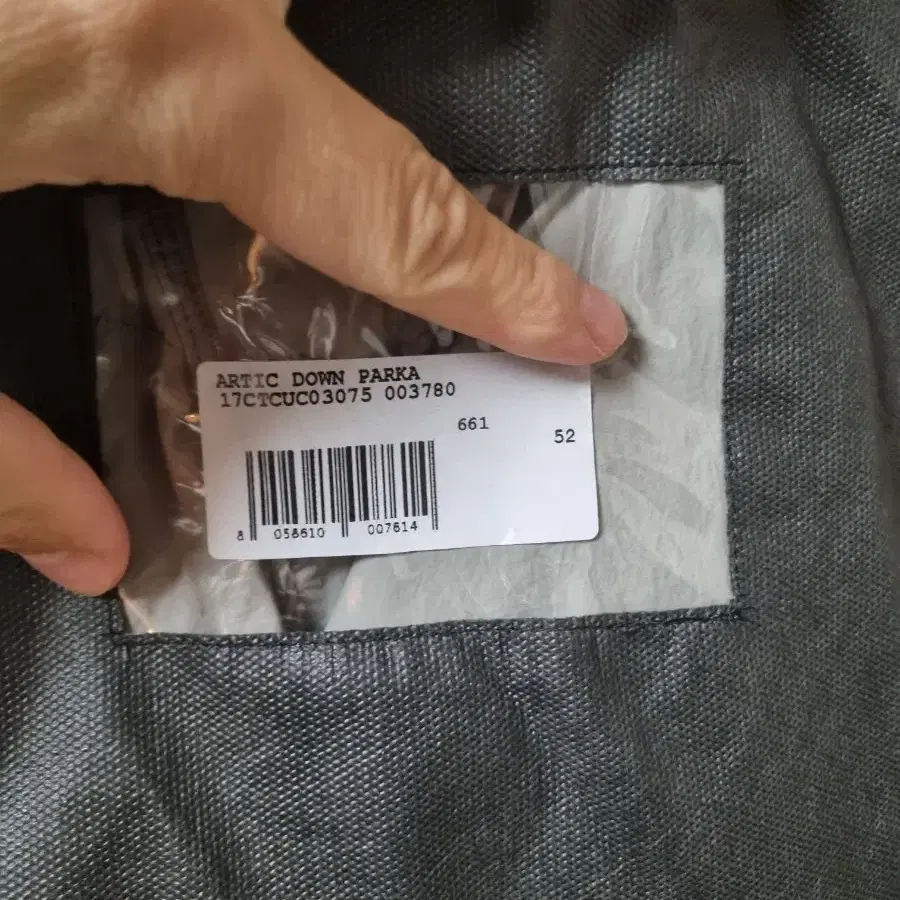 ARTIC DOWN PARKA
17CTCUC03075 003780
661
52
8 058610 007614